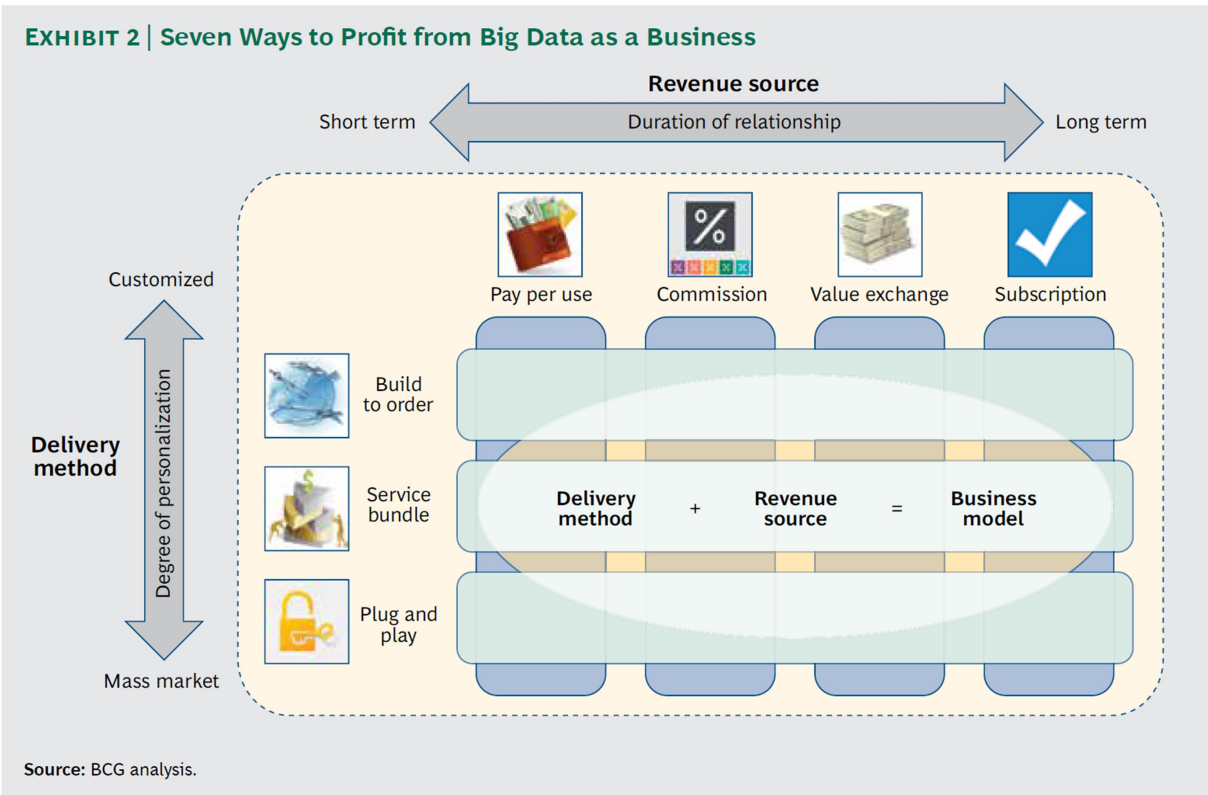 EXHIBIT 2 | Seven Ways to Profit from Big Data as a Business
Revenue source
Short term
Duration of relationship
Long term
%
Pay per use
Commission
Value exchange
Subscription
Customized
Degree of personalization
Delivery
method
Mass market
Build
to order
$
Service
bundle
Plug and
play
Delivery
method
+
Revenue
source
=
Business
model
Source: BCG analysis.